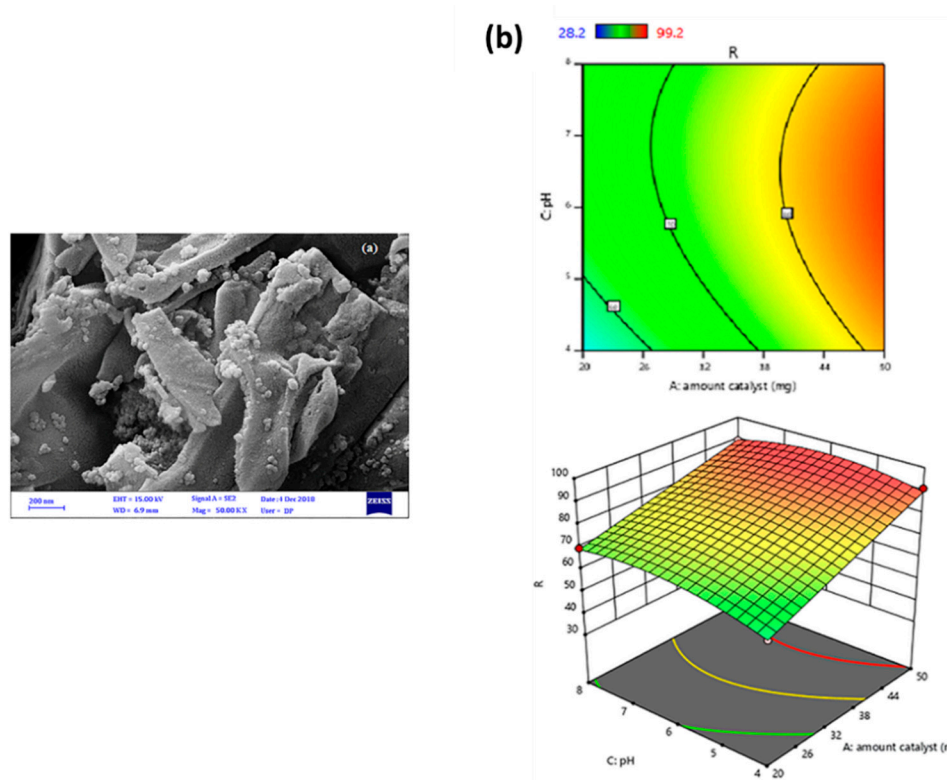 (a)
200 nm
EHT = 15.00 kV
Signal A = SE2
Date :4 Dec 2018
WD = 6.9 mm
Mag = 50.00 K X
User = DP
ZEISS
(b)
28.2
99.2
R
8
7
6
5
4
C: pH
20
26
32
38
44
50
A: amount catalyst (mg)
100
90
80
70
60
50
40
30
R
8
7
6
5
4
C: pH
20
26
32
38
44
50
A: amount catalyst (m